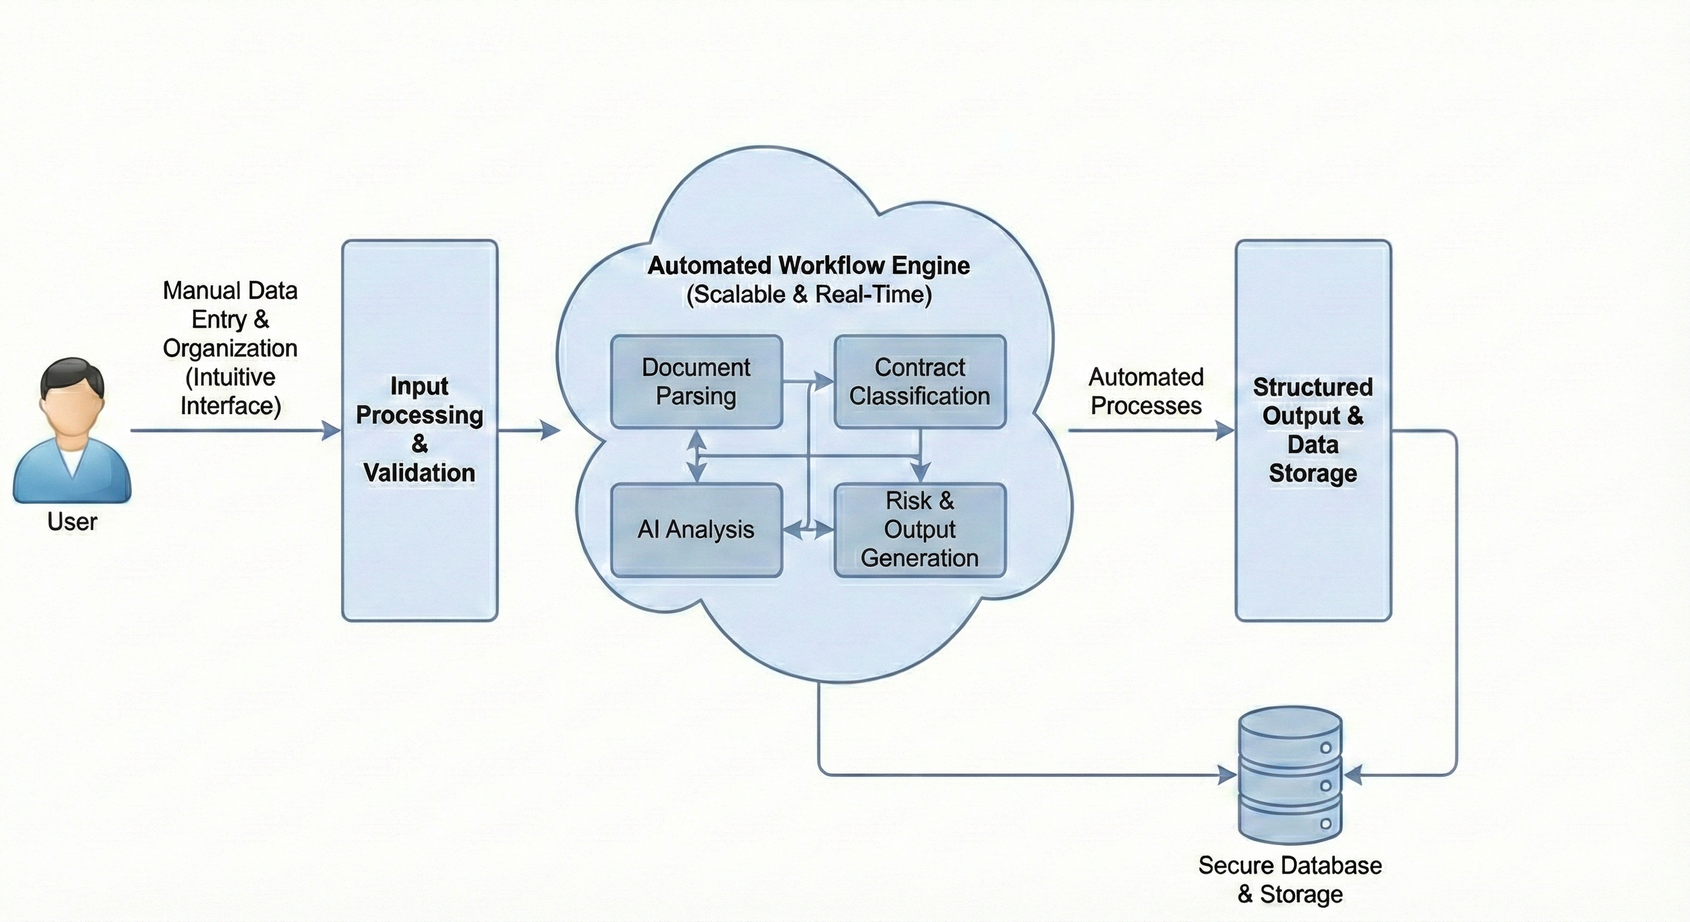 Manual Data
Entry &
Organization
(Intuitive
Interface)
User
Input
Processing
&
Validation
Automated Workflow Engine
(Scalable & Real-Time)
Document
Parsing
Contract
Classification
AI Analysis
Risk &
Output
Generation
Automated
Processes
Structured
Output &
Data
Storage
Secure Database
& Storage